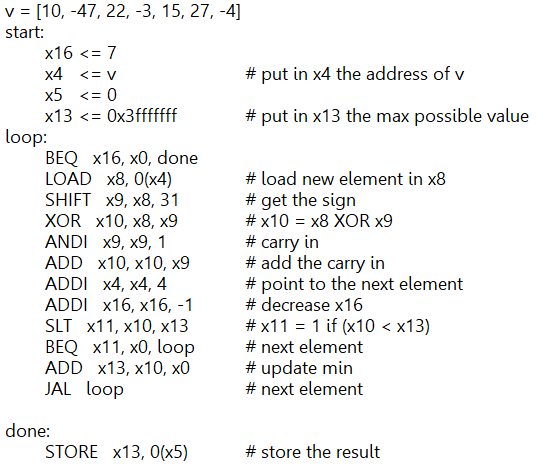 v = [10, -47, 22, -3, 15, 27, -4]
start:
x16 <= 7
x4 <= v # put in x4 the address of v
x5 <= 0
x13 <= 0x3fffffff # put in x13 the max possible value
loop:
BEQ x16, x0, done
LOAD x8, 0(x4) # load new element in x8
SHIFT x9, x8, 31 # get the sign
XOR x10, x8, x9 # x10 = x8 XOR x9
ANDI x9, x9, 1 # carry in
ADD x10, x10, x9 # add the carry in
ADDI x4, x4, 4 # point to the next element
ADDI x16, x16, -1 # decrease x16
SLT x11, x10, x13 # x11 = 1 if (x10 < x13)
BEQ x11, x0, loop # next element
ADD x13, x10, x0 # update min
JAL loop # next element
done:
STORE x13, 0(x5) # store the result